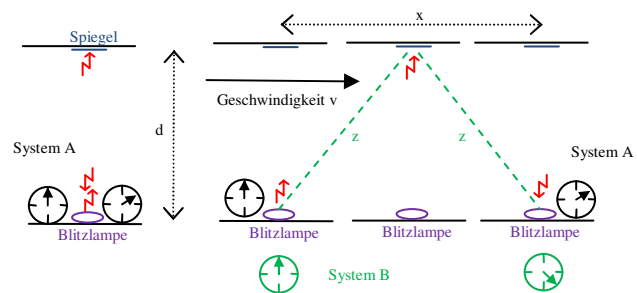 x
Spiegel
Geschwindigkeit v
d
System A
z
z
System A
Blitzlampe
Blitzlampe
Blitzlampe
Blitzlampe
System B